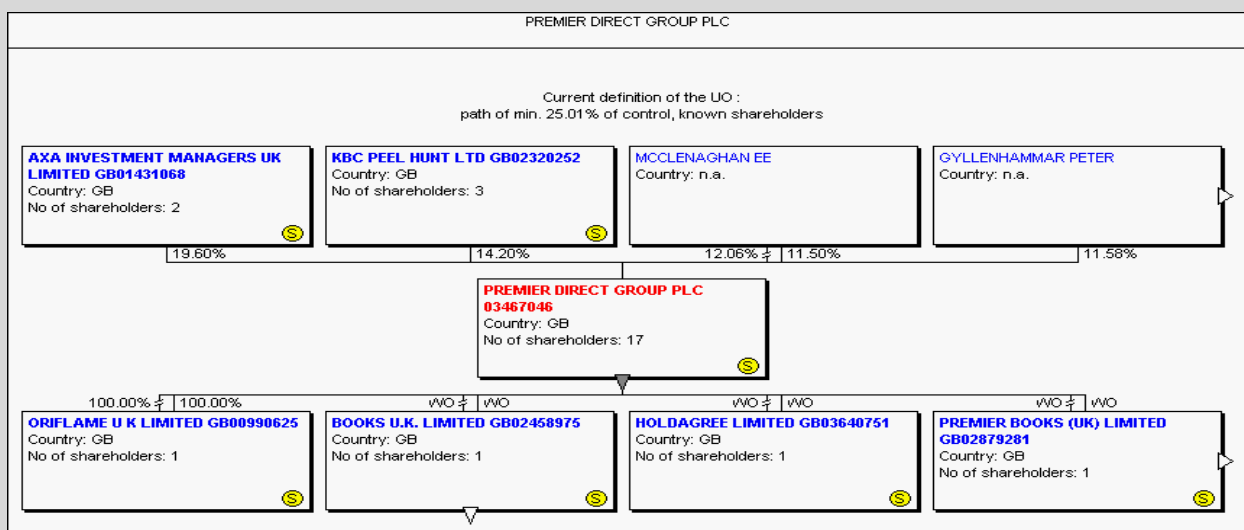 PREMIER DIRECT GROUP PLC
Current definition of the UO :
path of min. 25.01% of control, known shareholders
AXA INVESTMENT MANAGERS UK
LIMITED GB01431068
Country: GB
No of shareholders: 2
S
KBC PEEL HUNT LTD GB02320252
Country: GB
No of shareholders: 3
S
MCCLENAGHAN EE
Country: n.a.
GYLLENHAMMAR PETER
Country: n.a.
19.60%
14.20%
12.06%
11.50%
11.58%
PREMIER DIRECT GROUP PLC
03467046
Country: GB
No of shareholders: 17
S
100.00%
100.00%
WO
WO
WO
WO
WO
WO
ORIFLAME U K LIMITED GB00990625
Country: GB
No of shareholders: 1
S
BOOKS U.K. LIMITED GB02458975
Country: GB
No of shareholders: 1
S
HOLDAGREE LIMITED GB03640751
Country: GB
No of shareholders: 1
S
PREMIER BOOKS (UK) LIMITED
GB02879281
Country: GB
No of shareholders: 1
S